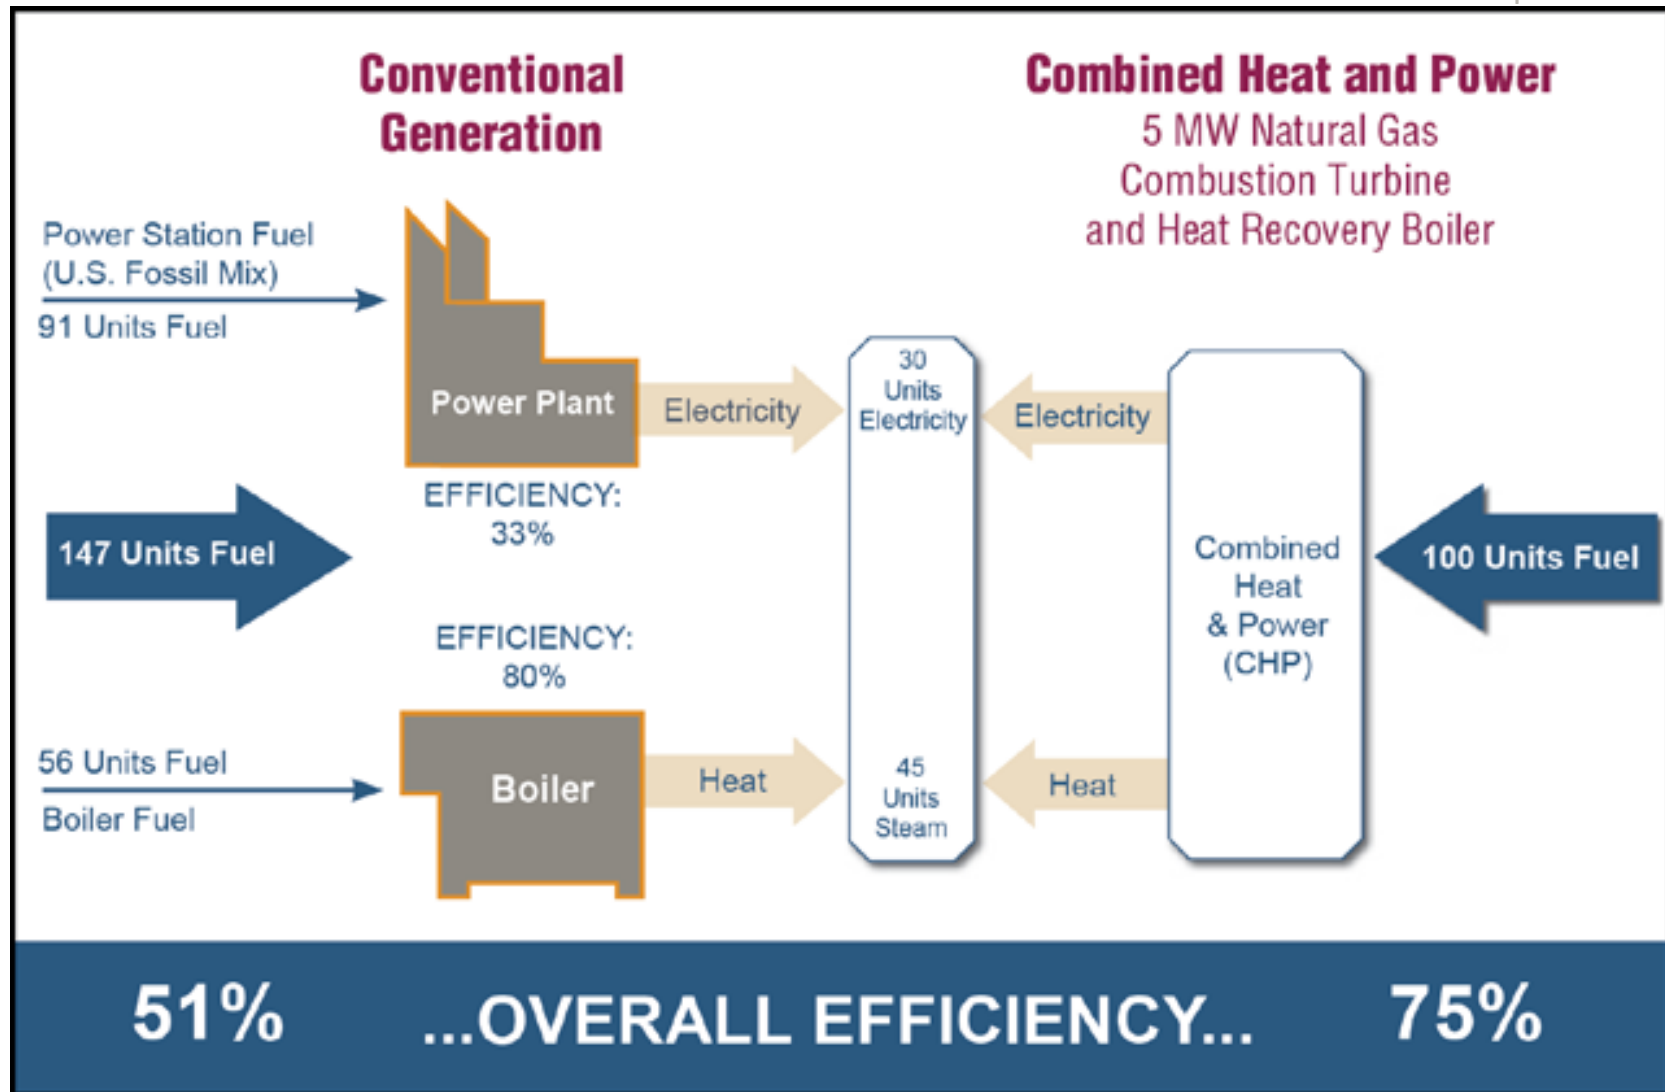 Conventional
Generation
Combined Heat and Power
5 MW Natural Gas
Combustion Turbine
and Heat Recovery Boiler
Power Station Fuel
(U.S. Fossil Mix)
91 Units Fuel
Power Plant
Electricity
30
Units
Electricity
Electricity
EFFICIENCY:
33%
147 Units Fuel
Combined
Heat
& Power
(CHP)
100 Units Fuel
EFFICIENCY:
80%
56 Units Fuel
Boiler Fuel
Boiler
Heat
45
Units
Steam
Heat
51%
...OVERALL EFFICIENCY...
75%